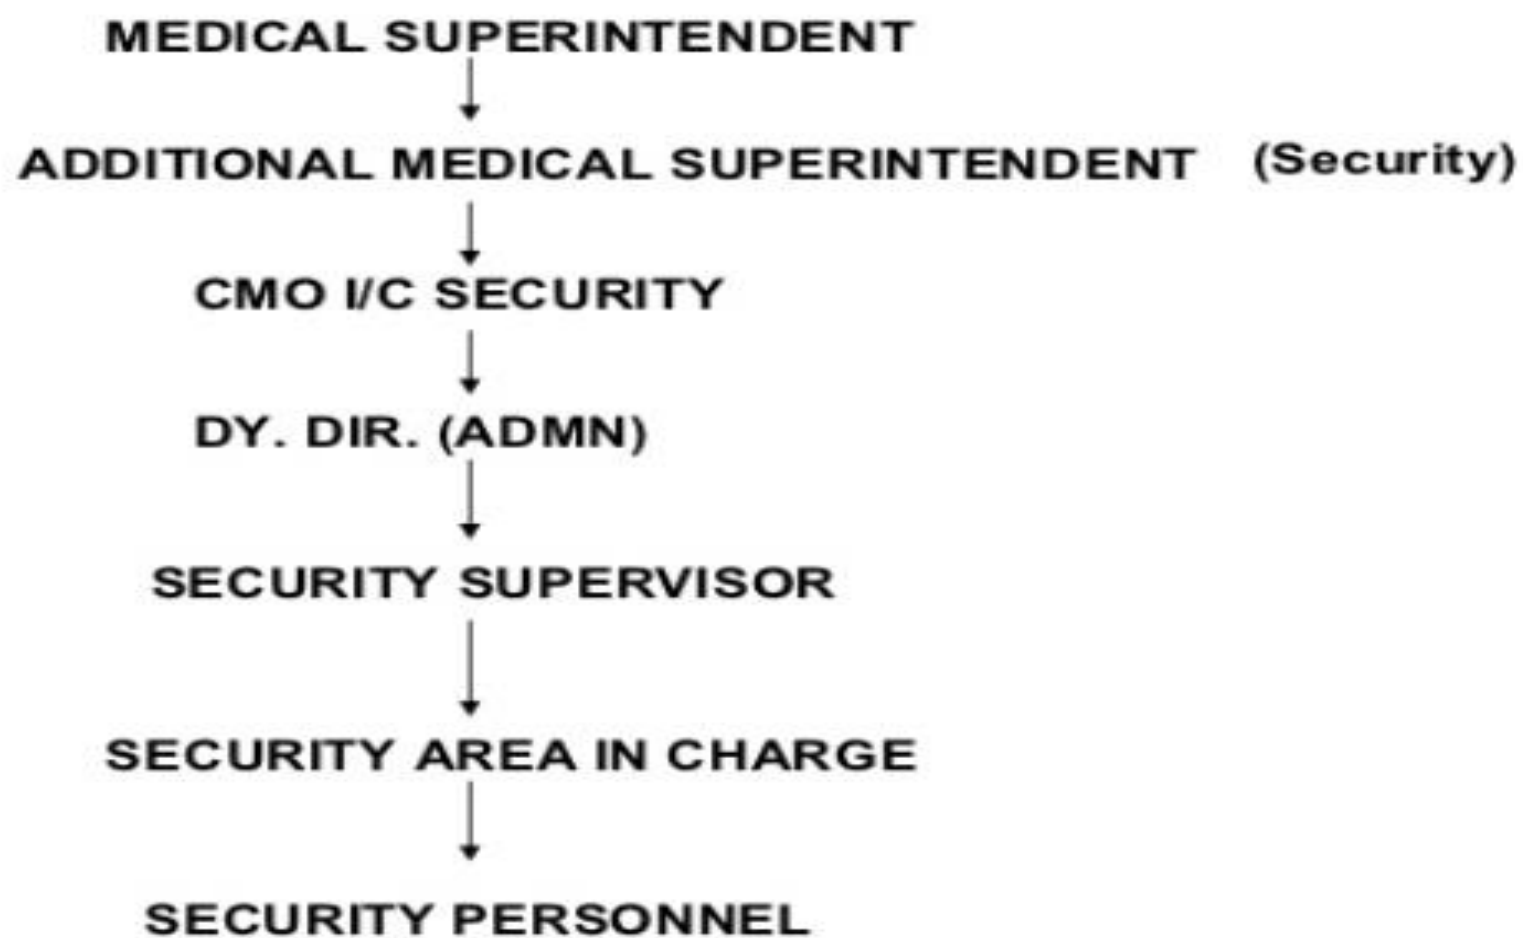 MEDICAL SUPERINTENDENT
ADDITIONAL MEDICAL SUPERINTENDENT (Security)
CMO I/C SECURITY
DY. DIR. (ADMN)
SECURITY SUPERVISOR
SECURITY AREA IN CHARGE
SECURITY PERSONNEL